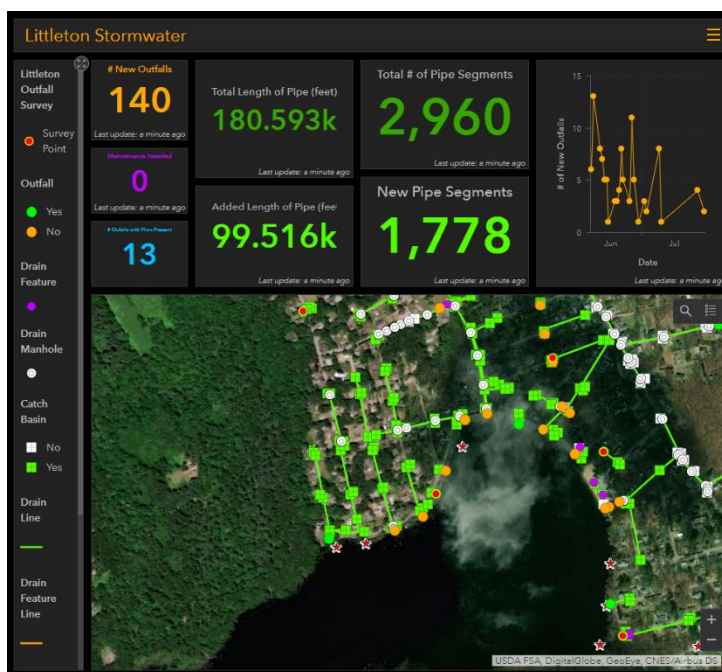 Littleton Stormwater
Littleton
Outfall
Survey
Survey
Point
Outfall
Yes
No
Drain
Feature
Drain
Manhole
Catch
Basin
No
Yes
Drain
Line
Drain
Feature
Line
# New Outfalls
140
Last update: a minute ago
Maintenance Needed
0
# Outfalls with Flow Present
13
Total Length of Pipe (feet)
180.593k
Last update: a minute ago
Added Length of Pipe (feet
99.516k
Last update: a minute ago
Total # of Pipe Segments
2,960
Last update: a minute ago
New Pipe Segments
1,778
Last update: a minute ago
# of New Outfalls
15
10
5
0
Jun
Jul
Date
Last update: a minute ago
+
−
USDA FSA, DigitalGlobe, GeoEye, CNES/Airbus DS